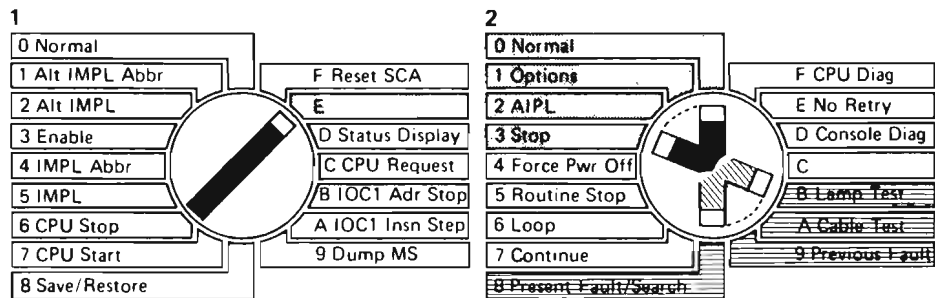 1
0 Normal
1 Alt IMPL Abbr
2 Alt IMPL
3 Enable
4 IMPL Abbr
5 IMPL
6 CPU Stop
7 CPU Start
8 Save/Restore
F Reset SCA
E
D Status Display
C CPU Request
B IOC1 Adr Stop
A IOC1 Insn Step
9 Dump MS
2
0 Normal
1 Options
2 AIPL
3 Stop
4 Force Pwr Off
5 Routine Stop
6 Loop
7 Continue
8 Present Fault/Search
F CPU Diag
E No Retry
D Console Diag
C
B Lamp Test
A Cable Test
9 Previous Fault